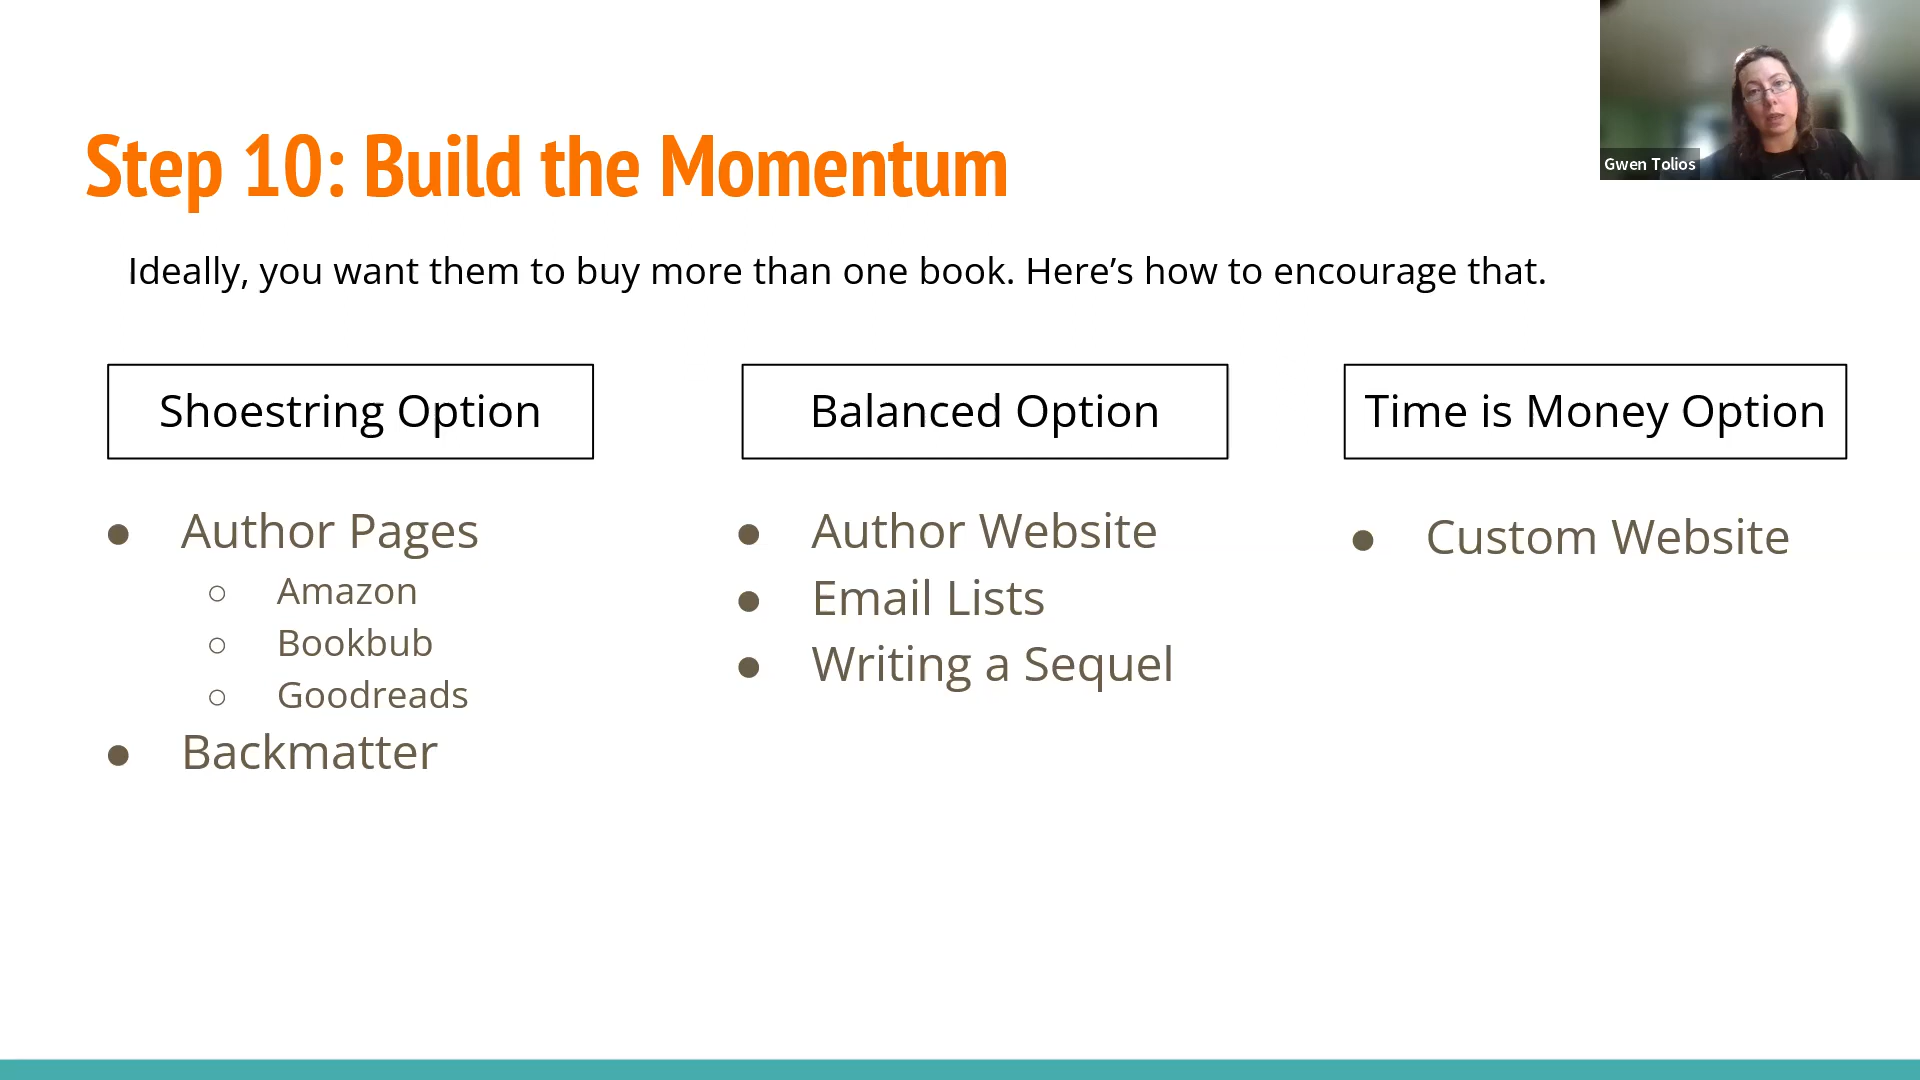 Gwen Tolios
Step 10: Build the Momentum
Ideally, you want them to buy more than one book. Here’s how to encourage that.
Shoestring Option
● Author Pages
○ Amazon
○ Bookbub
○ Goodreads
● Backmatter
Balanced Option
● Author Website
● Email Lists
● Writing a Sequel
Time is Money Option
● Custom Website